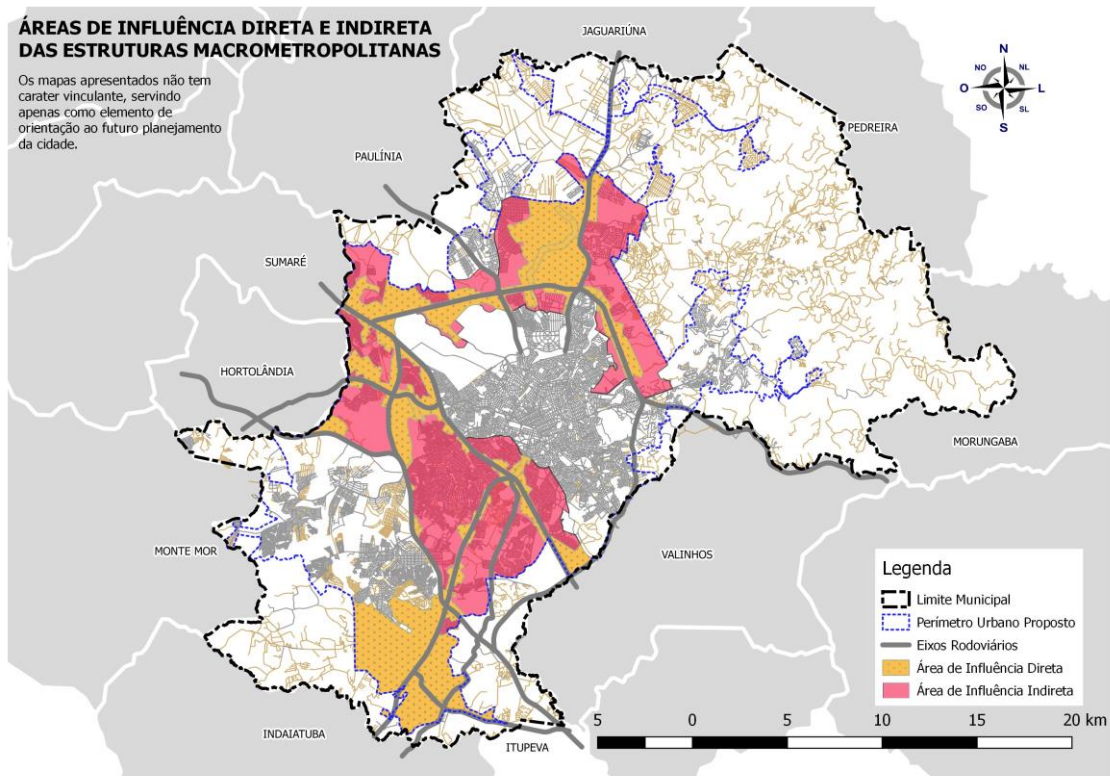 ÁREAS DE INFLUÊNCIA DIRETA E INDIRETA
DAS ESTRUTURAS MACROMETROPOLITANAS
Os mapas apresentados não tem
carater vinculante, servindo
apenas como elemento de
orientação ao futuro planejamento
da cidade.
JAGUARIÚNA
N
NO
NL
O
L
SO
SL
S
PEDREIRA
PAULÍNIA
SUMARÉ
HORTOLÂNDIA
MORUNGABA
MONTE MOR
VALINHOS
INDAIATUBA
ITUPEVA
Legenda
Limite Municipal
Perímetro Urbano Proposto
Eixos Rodoviários
Área de Influência Direta
Área de Influência Indireta
5 0 5 10 15 20 km